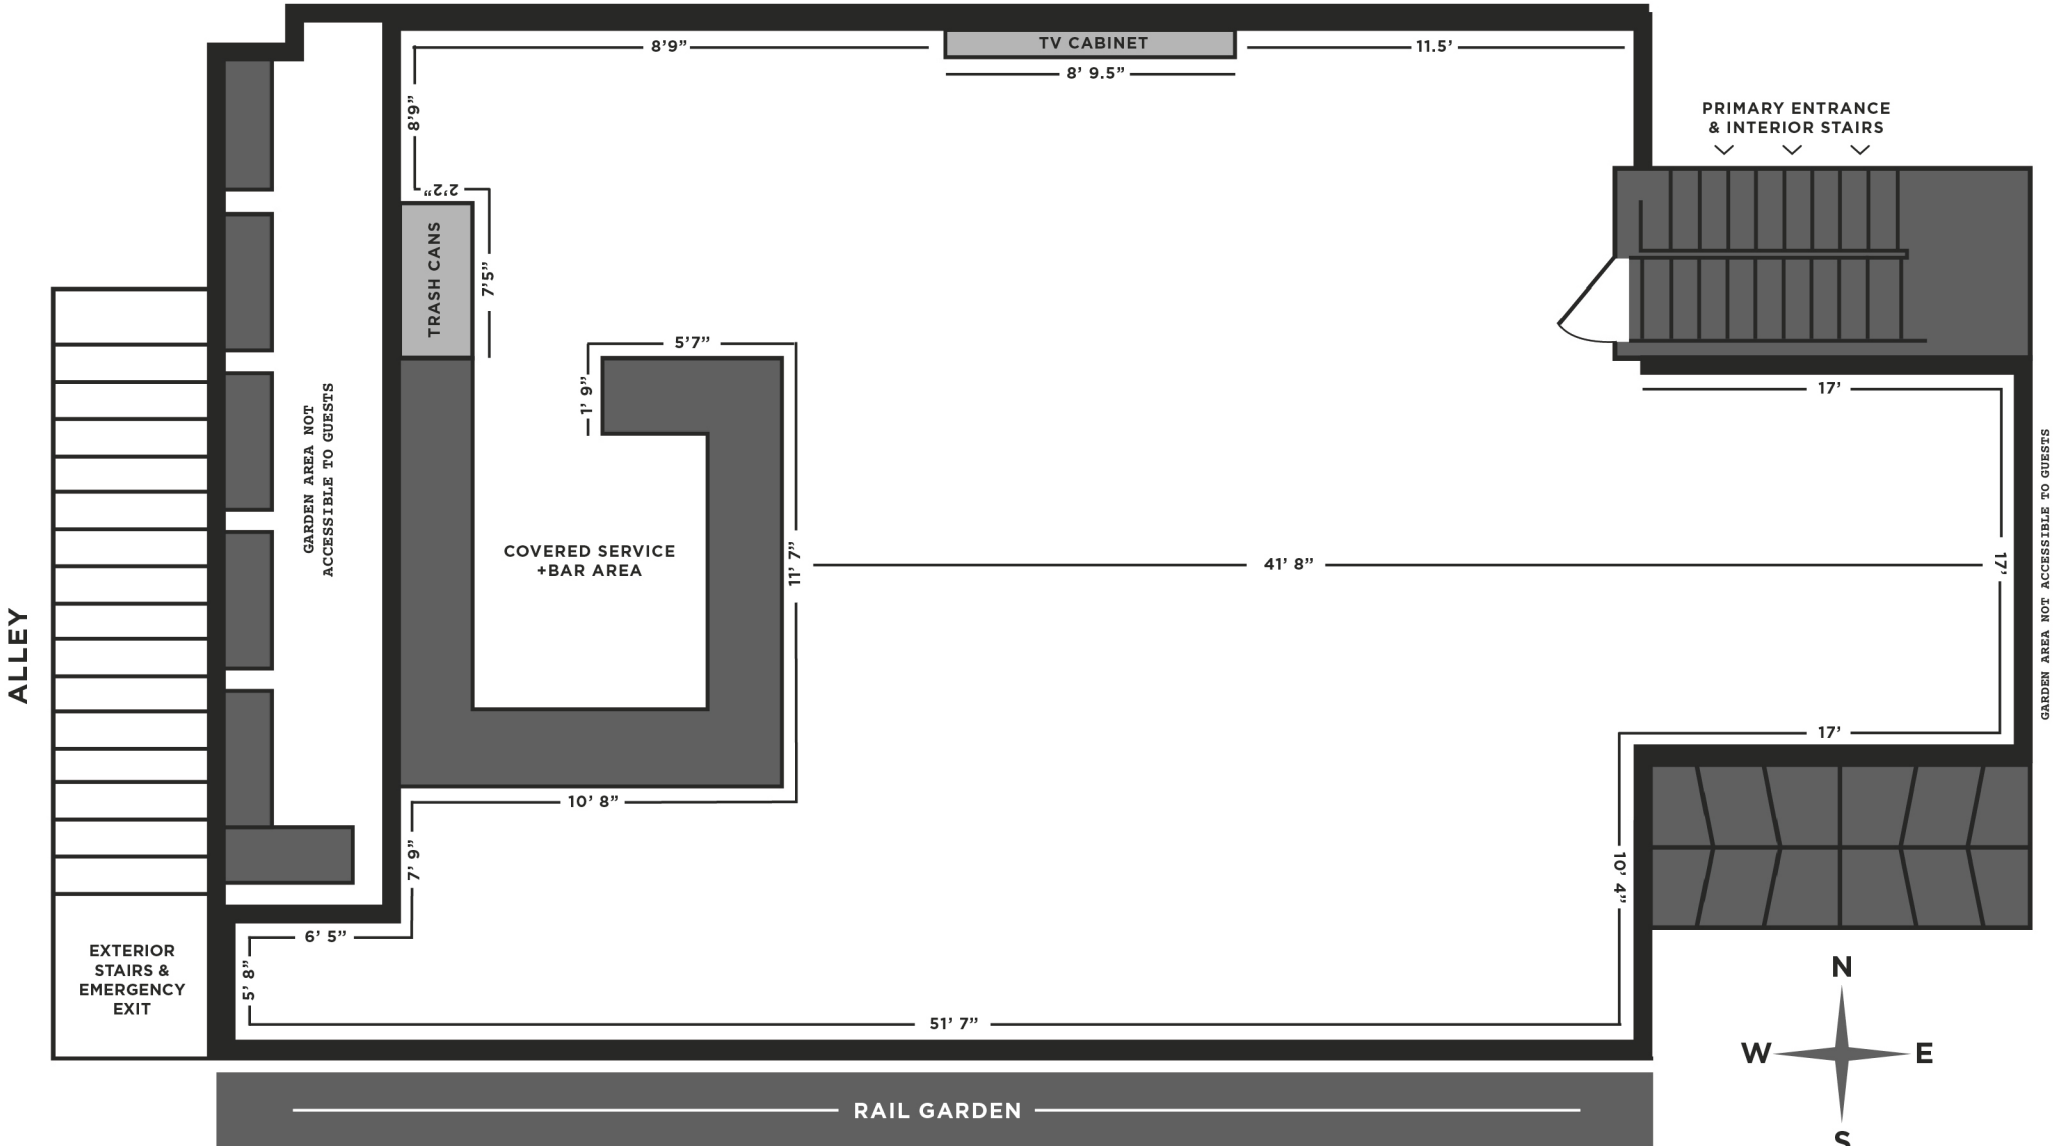 8’9”
TV CABINET
11.5’
8’ 9.5”
8’9”
PRIMARY ENTRANCE
& INTERIOR STAIRS
2’2”
TRASH CANS
7’5”
5’7”
1’ 9”
17’
GARDEN AREA NOT
ACCESSIBLE TO GUESTS
COVERED SERVICE
+BAR AREA
11’ 7”
41’ 8”
17’
GARDEN AREA NOT ACCESSIBLE TO GUESTS
ALLEY
17’
10’ 8”
7’ 9”
10’ 4”
6’ 5”
5’ 8”
EXTERIOR
STAIRS &
EMERGENCY
EXIT
51’ 7”
N
W
E
S
RAIL GARDEN